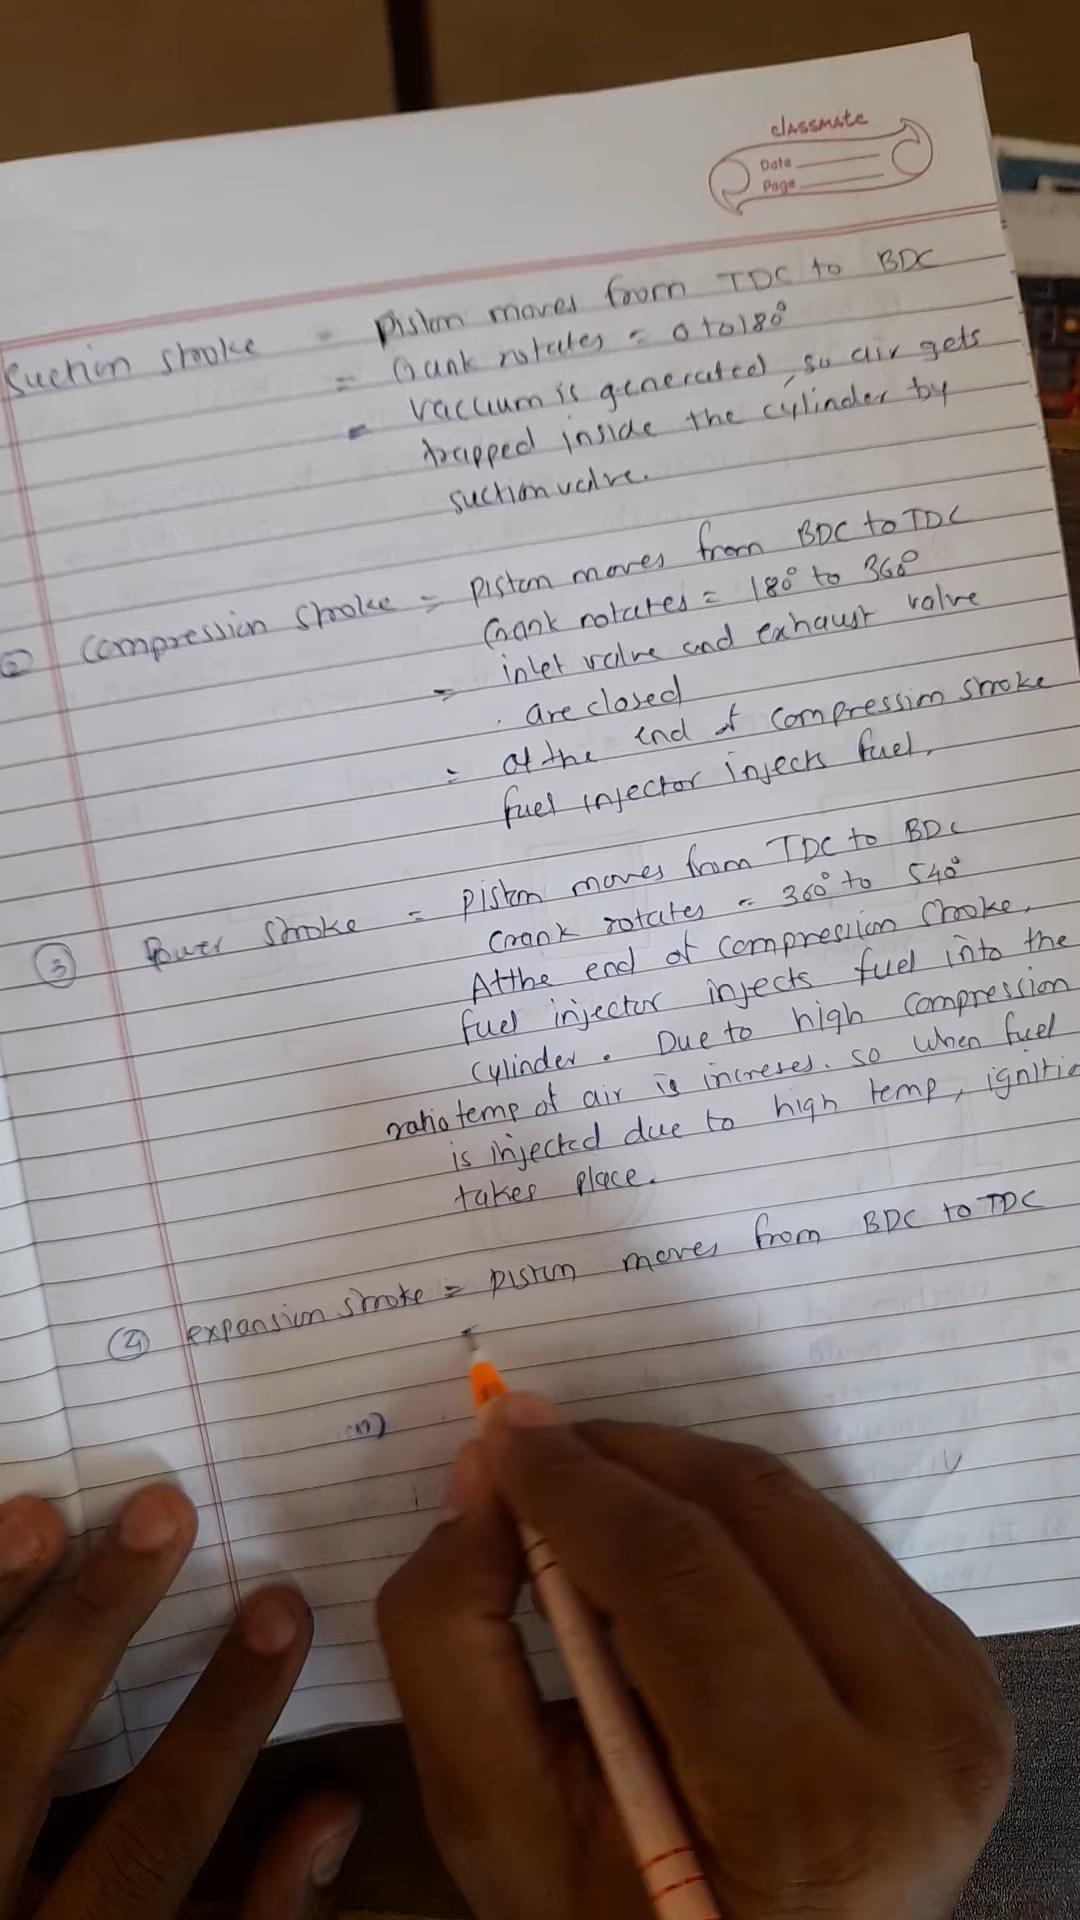 classmate
Date
Page
Suction stroke = piston moves from TDC to BDC
= Crank rotates = 0 to 180°
= vaccium is generated, so air gets
trapped inside the cylinder by
suction valve.
② Compression stroke = piston moves from BDC to TDC
Crank rotates = 180° to 360°
= inlet valve and exhaust valve
are closed
= at the end of compression stroke
fuel injector injects fuel.
③ Power stroke = piston moves from TDC to BDC
Crank rotates = 360° to 540°
At the end of compression stroke,
fuel injector injects fuel into the
cylinder. Due to high compression
ratio temp of air is increses. so when fuel
is injected due to high temp, ignitio
takes place.
④ expansion stroke = piston moves from BDC to TDC